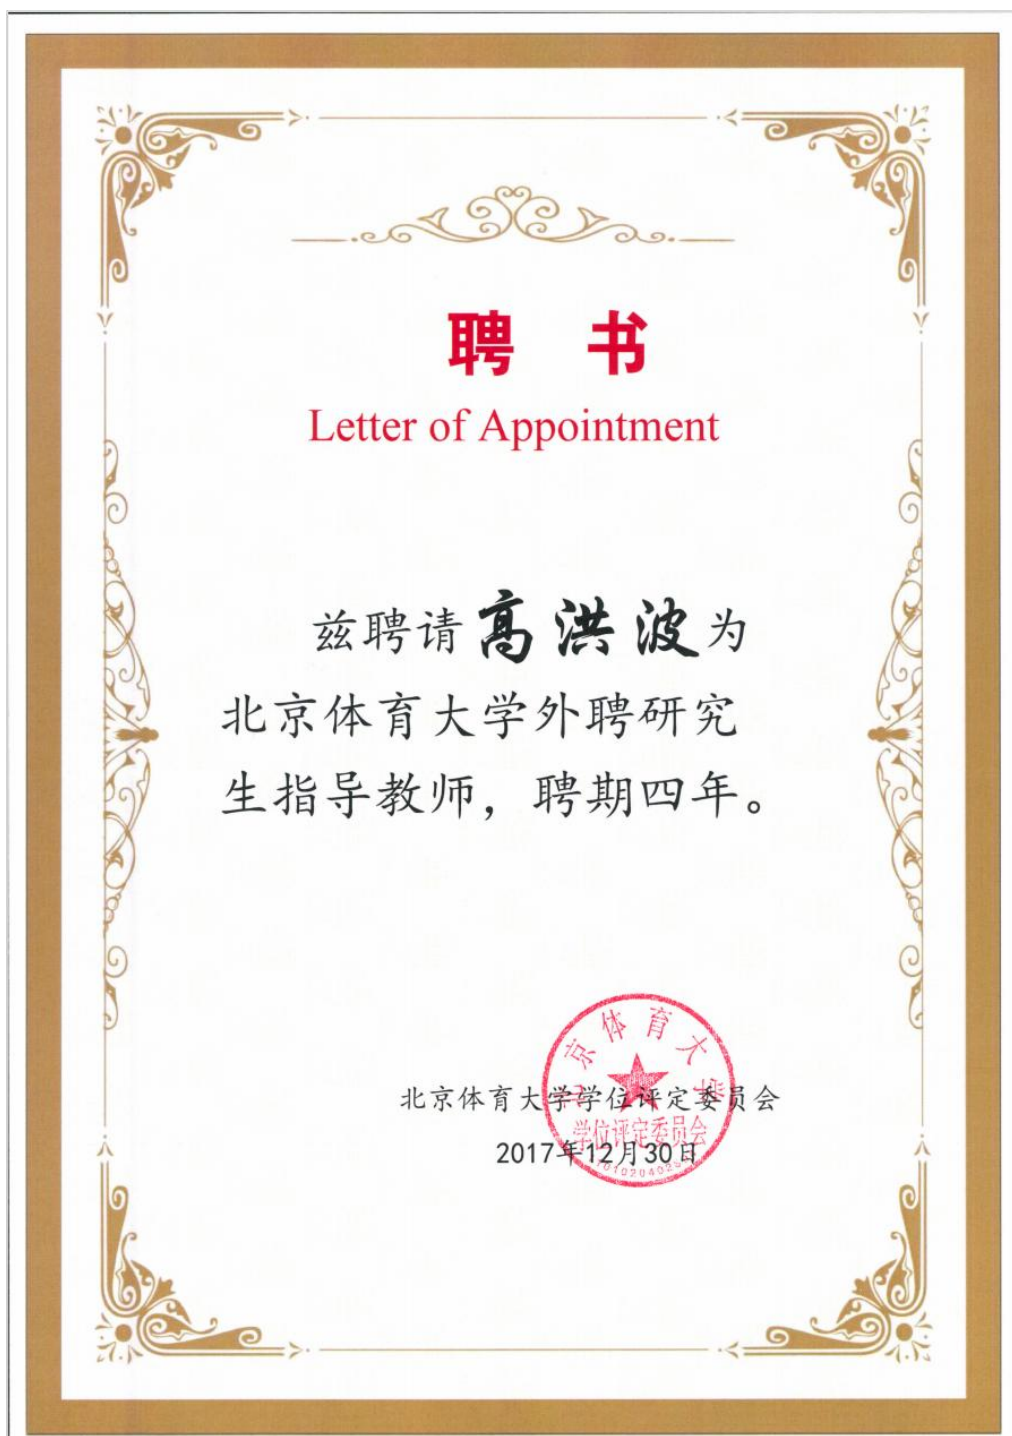 聘 书
Letter of Appointment
兹聘请高洪波为
北京体育大学外聘研究
生指导教师，聘期四年。
北京体育大学学位评定委员会
2017年12月30日
北京体育大学
学位评定委员会